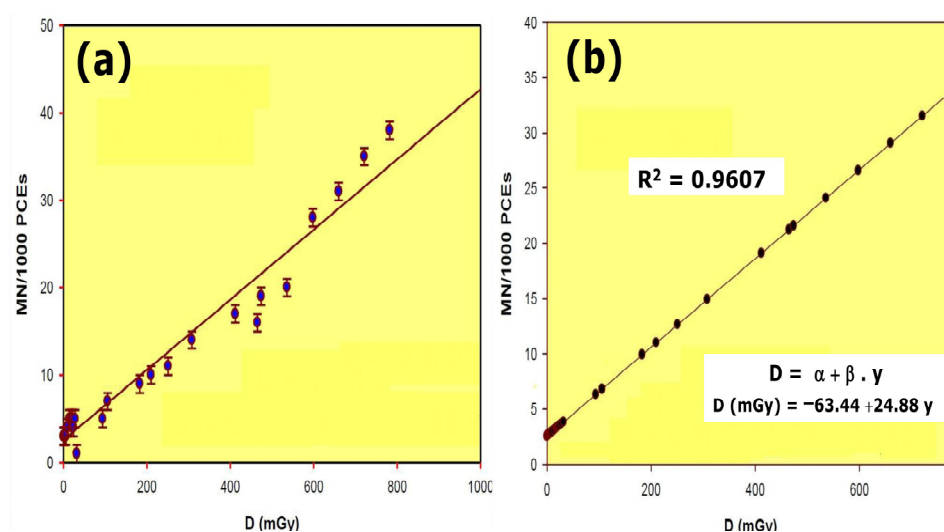 (a)
MN/1000 PCEs
50
40
30
20
10
0
0 200 400 600 800 1000
D (mGy)
(b)
MN/1000 PCEs
40
35
30
25
20
15
10
5
0
0 200 400 600
D (mGy)
R² = 0.9607
D = α + β . y
D (mGy) = −63.44 +24.88 y